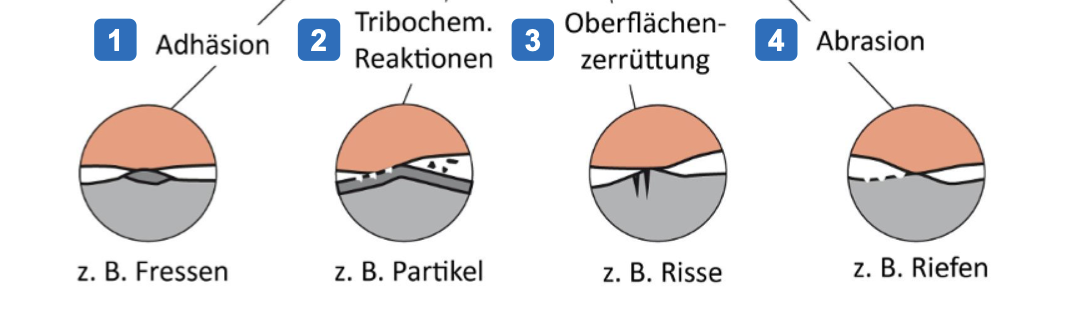 1 Adhäsion
2 Tribochem.
Reaktionen
3 Oberflächen-
zerrüttung
4 Abrasion
z. B. Fressen
z. B. Partikel
z. B. Risse
z. B. Riefen